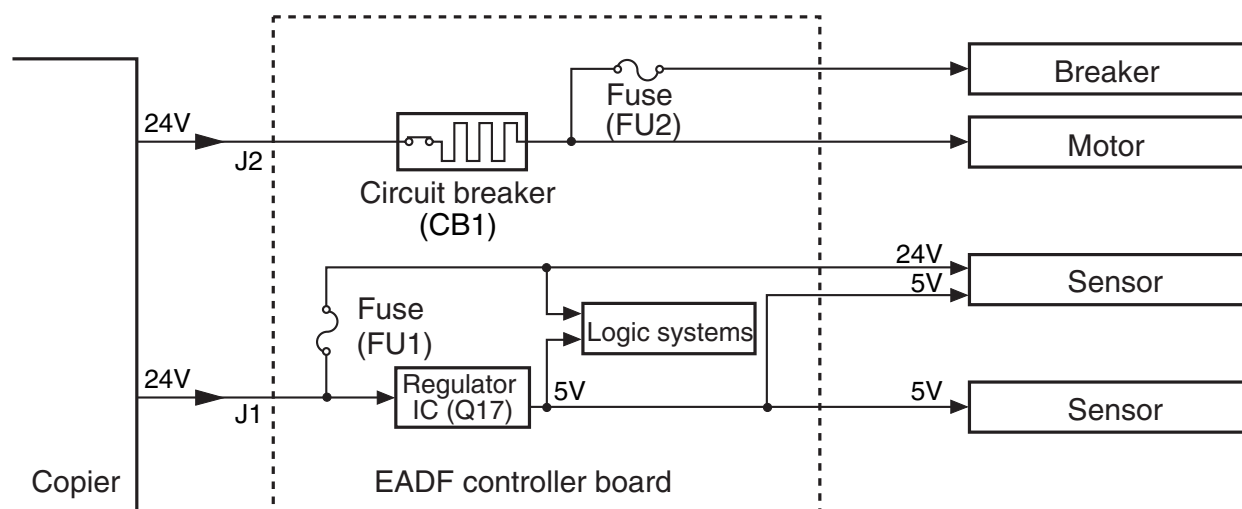 Breaker
Fuse
(FU2)
24V
Motor
J2
Circuit breaker
(CB1)
24V
5V
Sensor
Fuse
(FU1)
Logic systems
24V
J1
Regulator
IC (Q17)
5V
5V
Sensor
Copier
EADF controller board